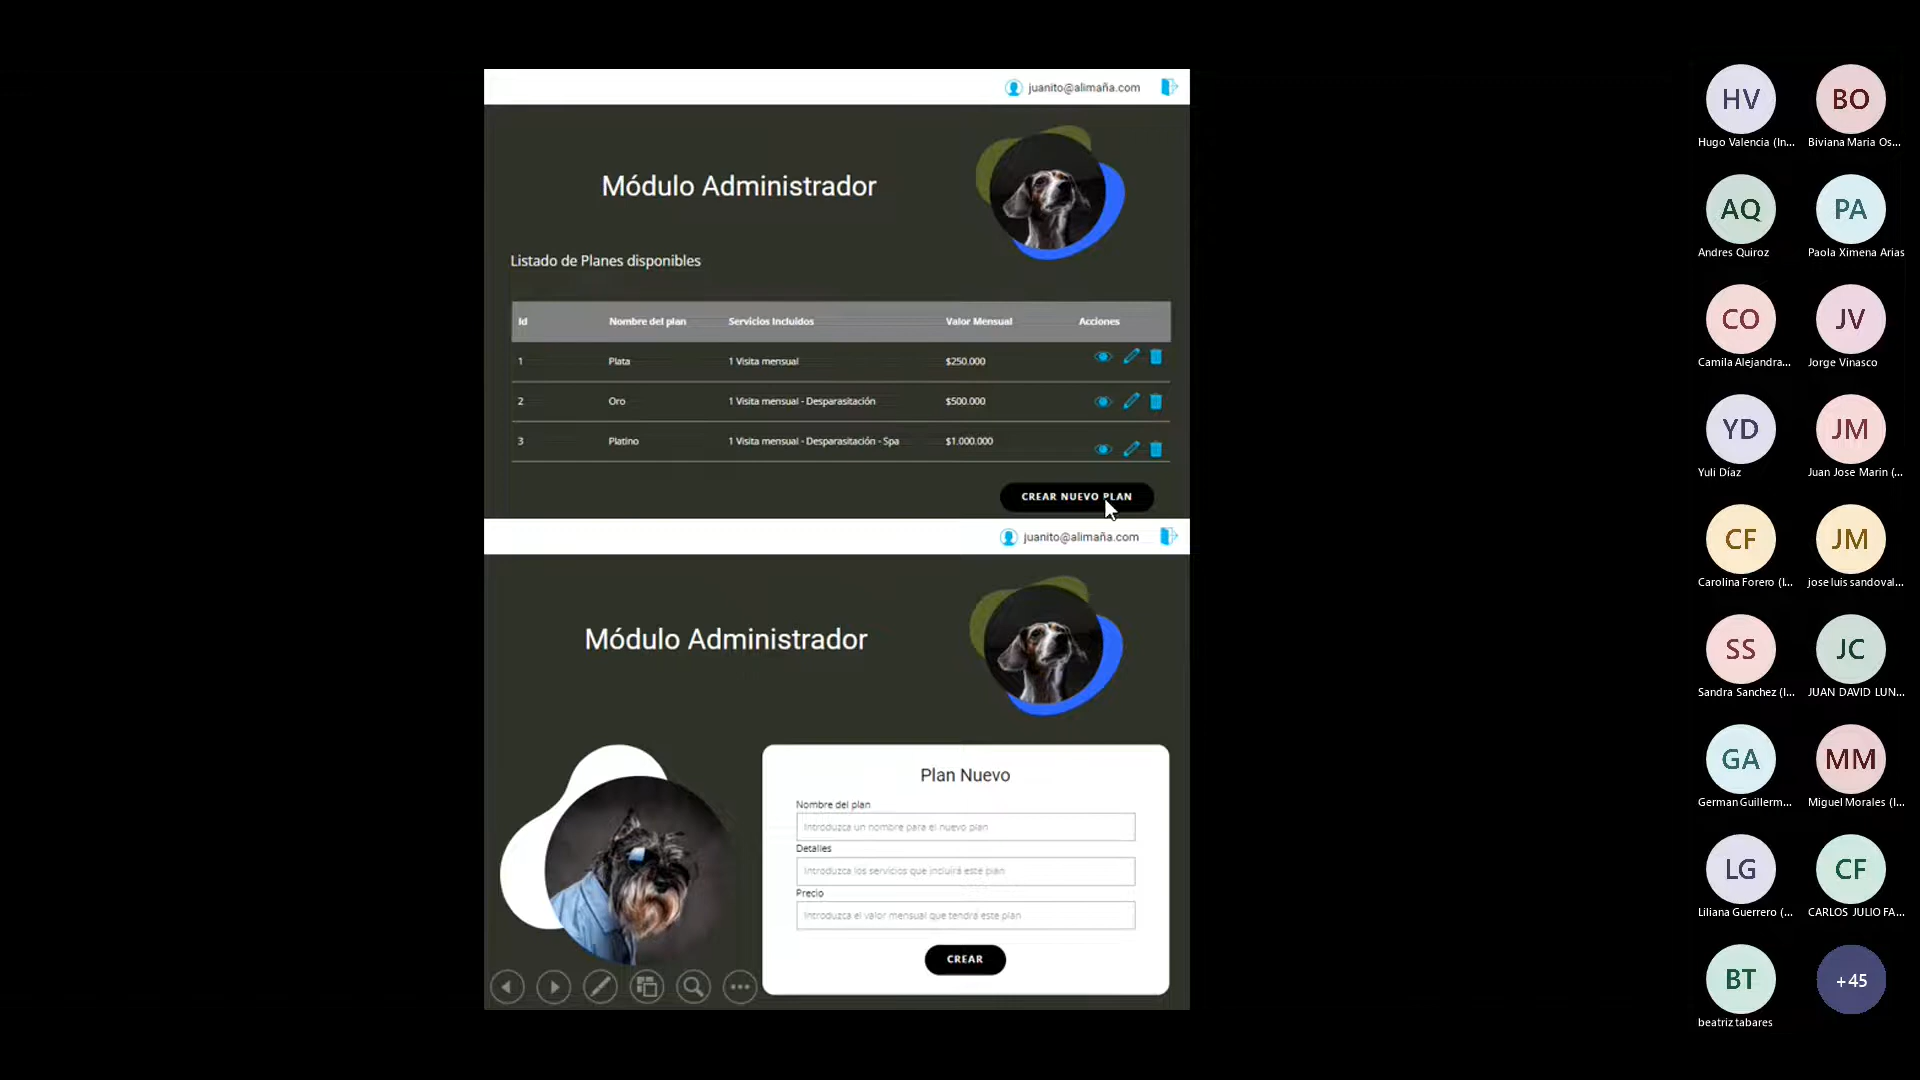 juanito@alimaña.com
Módulo Administrador
Listado de Planes disponibles
Id Nombre del plan Servicios Incluidos Valor Mensual Acciones
1 Plata 1 Visita mensual $250.000
2 Oro 1 Visita mensual - Desparasitación $500.000
3 Platino 1 Visita mensual - Desparasitación - Spa $1.000.000
CREAR NUEVO PLAN
juanito@alimaña.com
Módulo Administrador
Plan Nuevo
Nombre del plan
Introduzca un nombre para el nuevo plan
Detalles
Introduzca los servicios que incluirá este plan
Precio
Introduzca el valor mensual que tendrá este plan
CREAR
HV BO
Hugo Valencia (In... Biviana Maria Os...
AQ PA
Andres Quiroz Paola Ximena Arias
CO JV
Camila Alejandra... Jorge Vinasco
YD JM
Yuli Díaz Juan Jose Marin (...
CF JM
Carolina Forero (I... jose luis sandoval...
SS JC
Sandra Sanchez (I... JUAN DAVID LUN...
GA MM
German Guillerm... Miguel Morales (I...
LG CF
Liliana Guerrero (... CARLOS JULIO FA...
BT +45
beatriz tabares